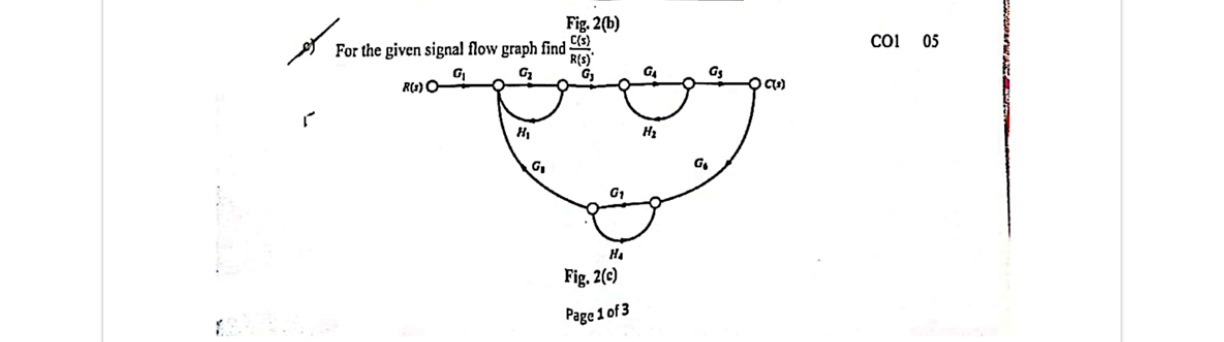 Fig. 2(b)
c) For the given signal flow graph find C(s)/R(s). CO1 05
R(s) G₁ G₂ G₃ G₄ G₅ C(s)
H₁ H₂
G₈ G₆
G₇
H₄
Fig. 2(c)
Page 1 of 3